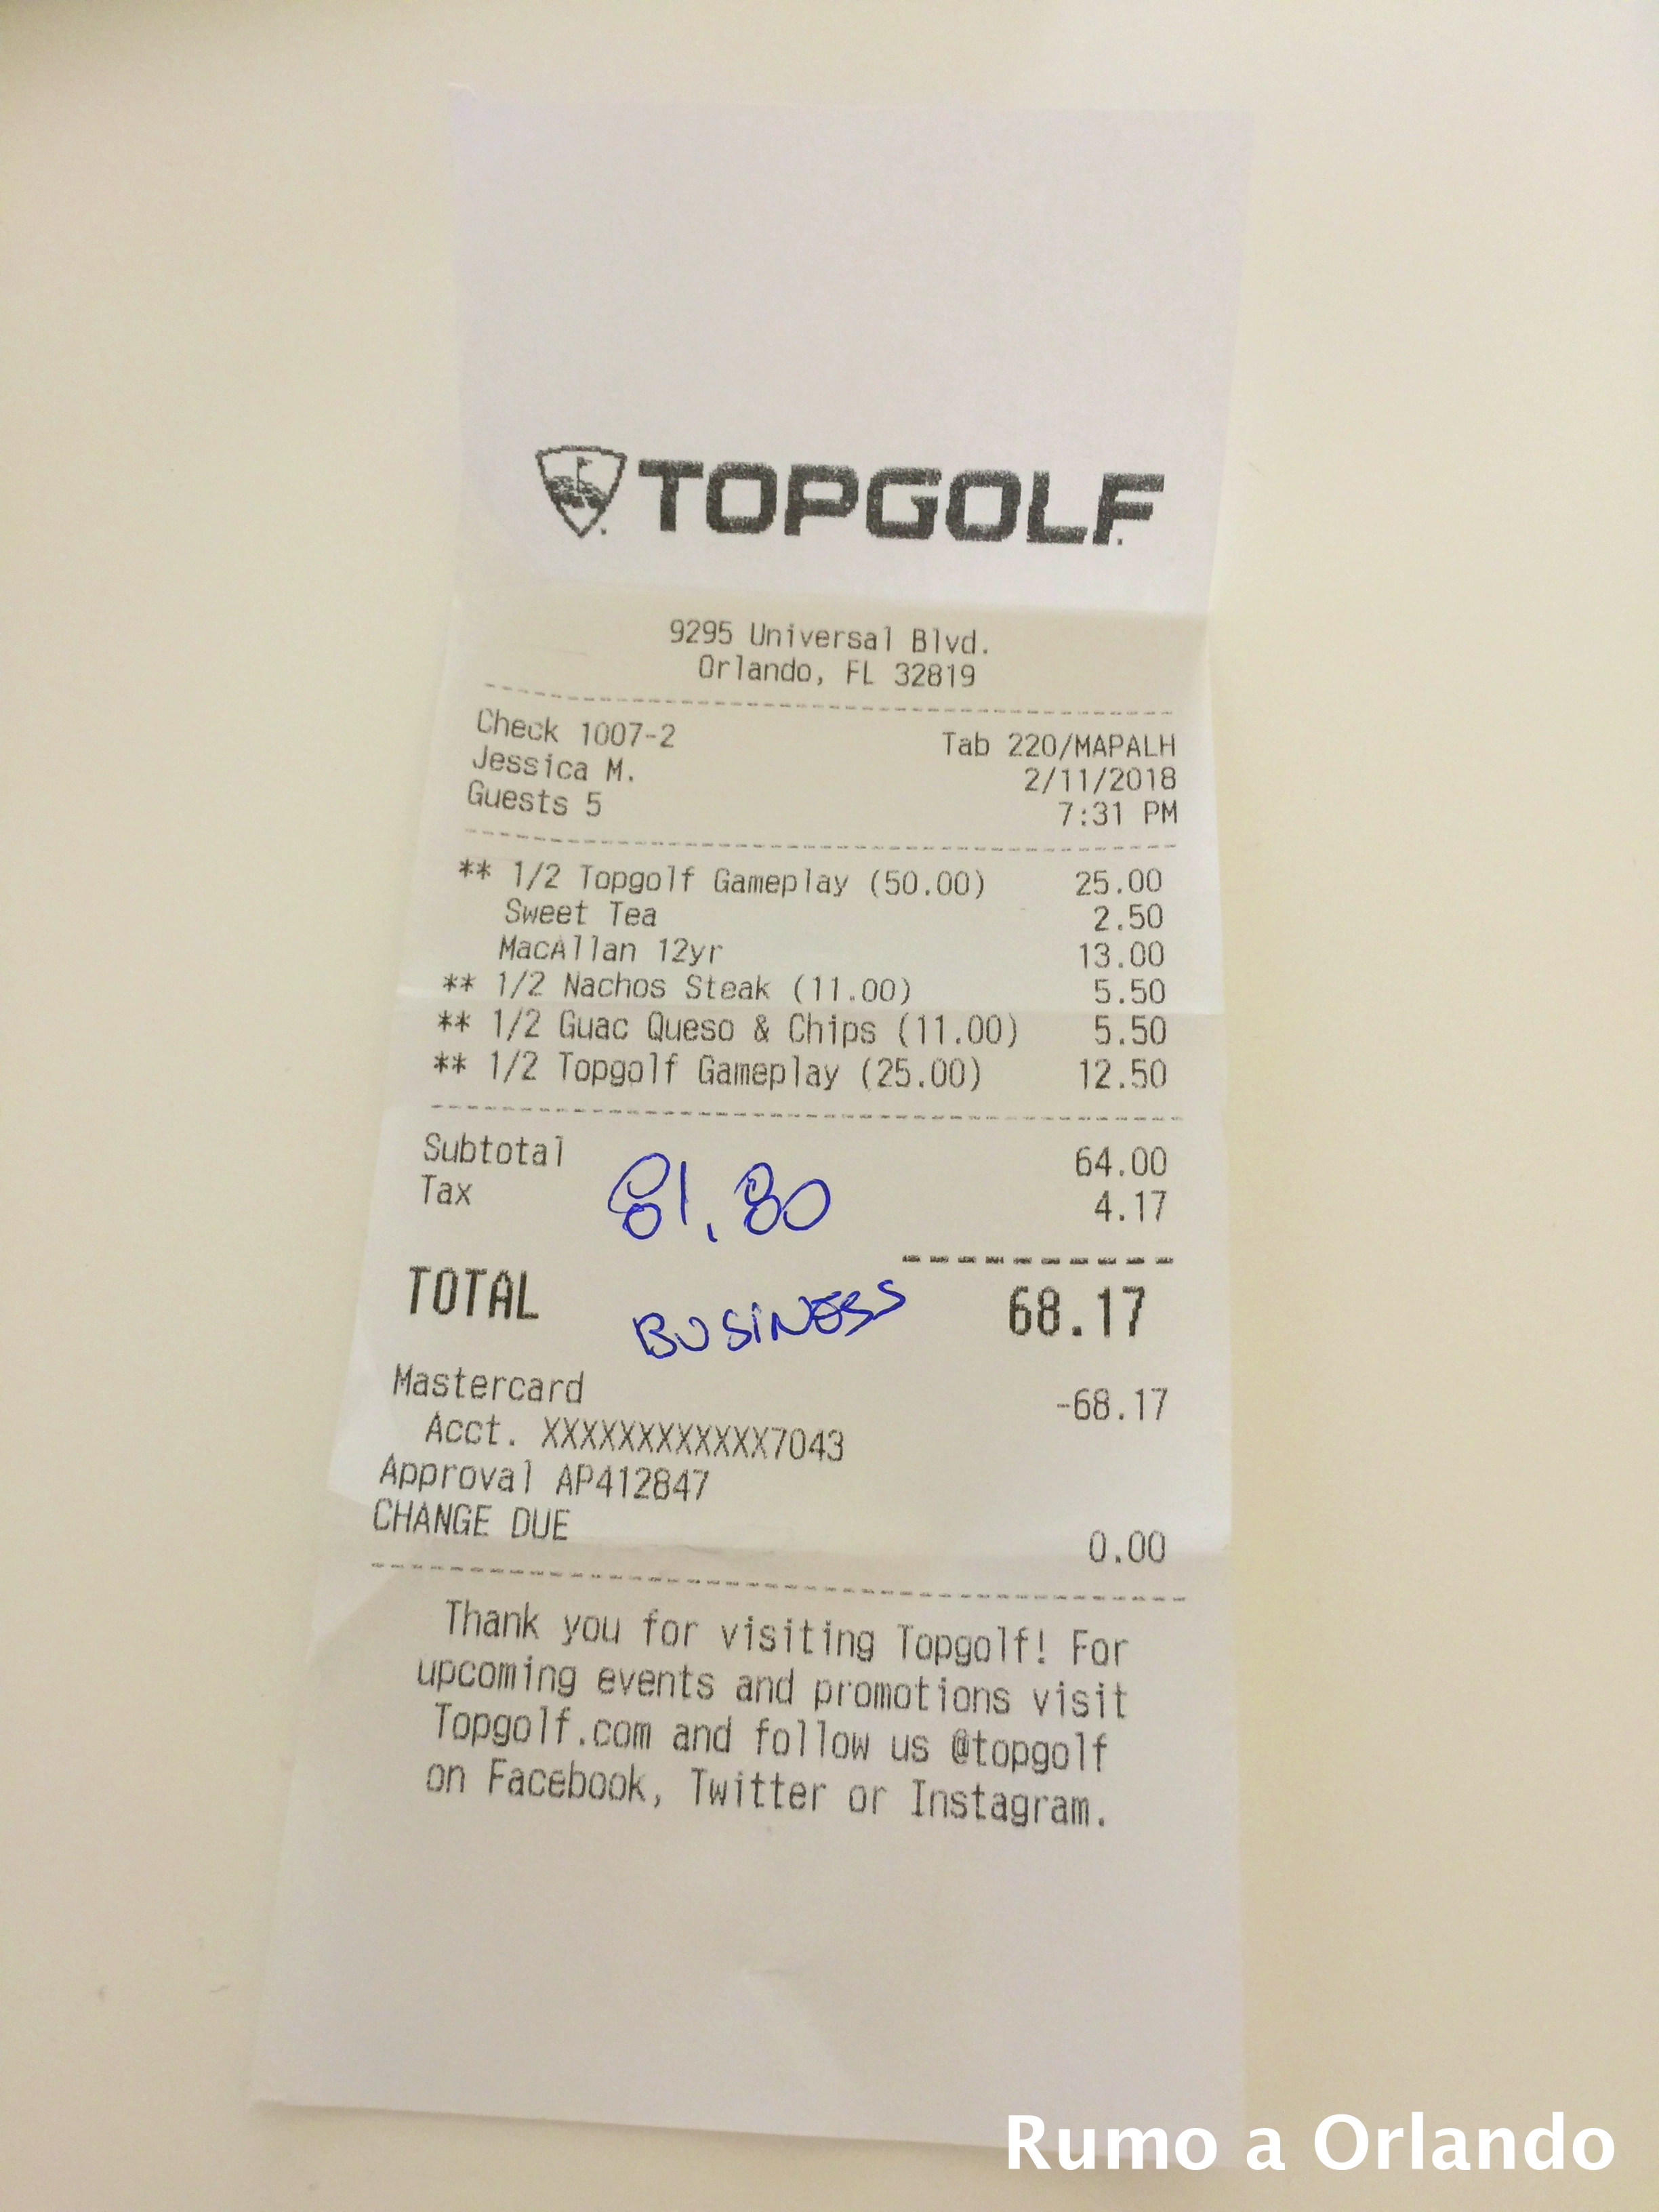 TOPGOLF
9295 Universal Blvd.
Orlando, FL 32819
Check 1007-2 Tab 220/MAPALH
Jessica M. 2/11/2018
Guests 5 7:31 PM
** 1/2 Topgolf Gameplay (50.00) 25.00
Sweet Tea 2.50
MacAllan 12yr 13.00
** 1/2 Nachos Steak (11.00) 5.50
** 1/2 Guac Queso & Chips (11.00) 5.50
** 1/2 Topgolf Gameplay (25.00) 12.50
Subtotal 64.00
Tax 4.17
81.80
TOTAL 68.17
BUSINESS
Mastercard -68.17
Acct. XXXXXXXXXXXX7043
Approval AP412847
CHANGE DUE 0.00
Thank you for visiting Topgolf! For
upcoming events and promotions visit
Topgolf.com and follow us @topgolf
on Facebook, Twitter or Instagram.
Rumo a Orlando